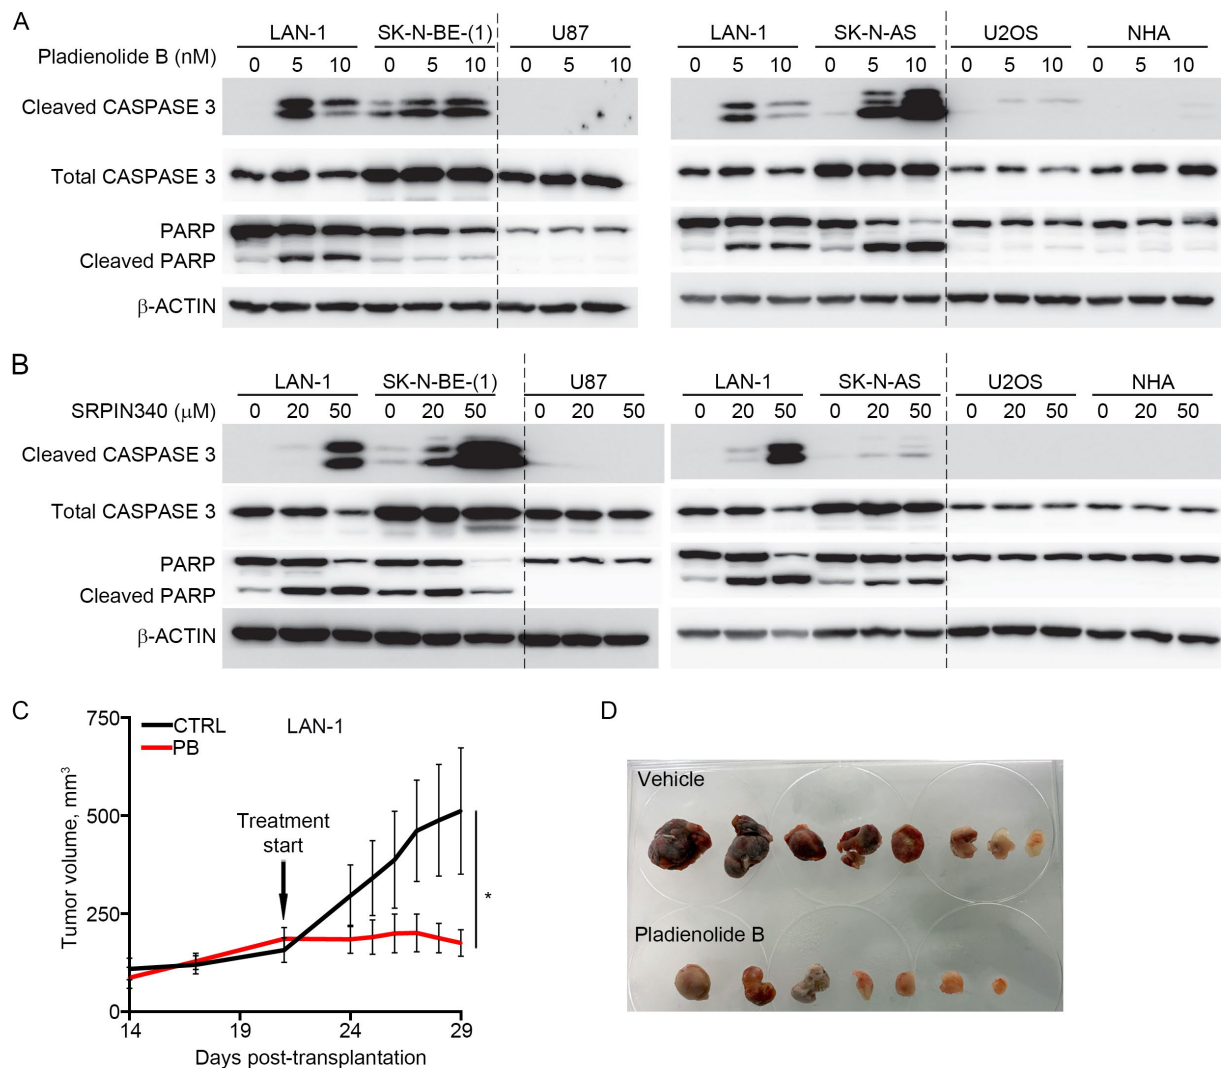 A
LAN-1 SK-N-BE-(1) U87 LAN-1 SK-N-AS U2OS NHA
Pladienolide B (nM) 0 5 10 0 5 10 0 5 10 0 5 10 0 5 10 0 5 10 0 5 10
Cleaved CASPASE 3
Total CASPASE 3
PARP
Cleaved PARP
β-ACTIN
B
LAN-1 SK-N-BE-(1) U87 LAN-1 SK-N-AS U2OS NHA
SRPIN340 (μM) 0 20 50 0 20 50 0 20 50 0 20 50 0 20 50 0 20 50 0 20 50
Cleaved CASPASE 3
Total CASPASE 3
PARP
Cleaved PARP
β-ACTIN
C
LAN-1
CTRL
PB
Tumor volume, mm³
750
500
250
0
Treatment
start
*
14 19 24 29
Days post-transplantation
D
Vehicle
Pladienolide B